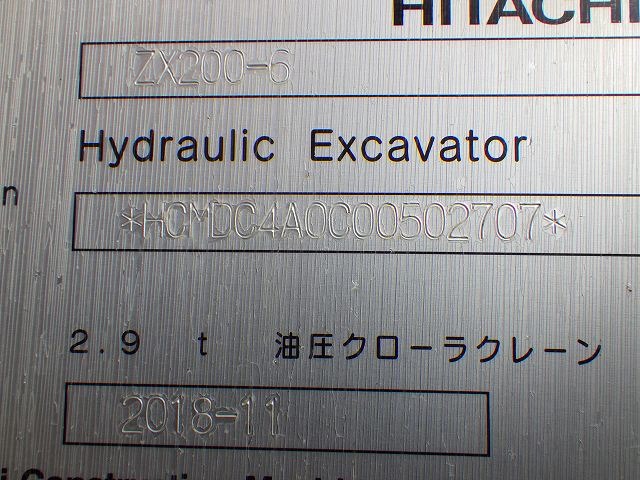 HITACHI
ZX200-6
Hydraulic Excavator
n
*HCMDC4A0C00502707*
2.9 t 油圧クローラクレーン
2018-11